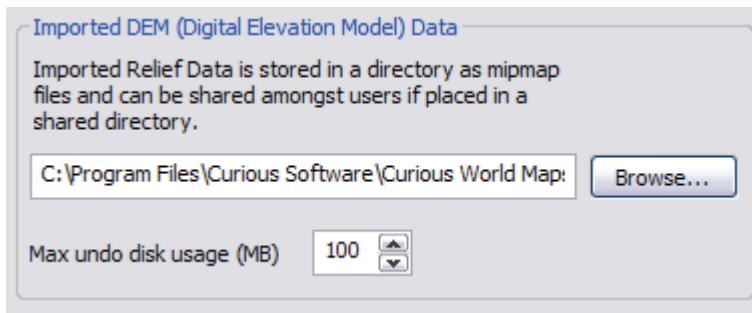 Imported DEM (Digital Elevation Model) Data
Imported Relief Data is stored in a directory as mipmap
files and can be shared amongst users if placed in a
shared directory.
C:\Program Files\Curious Software\Curious World Maps
Browse...
Max undo disk usage (MB)
100